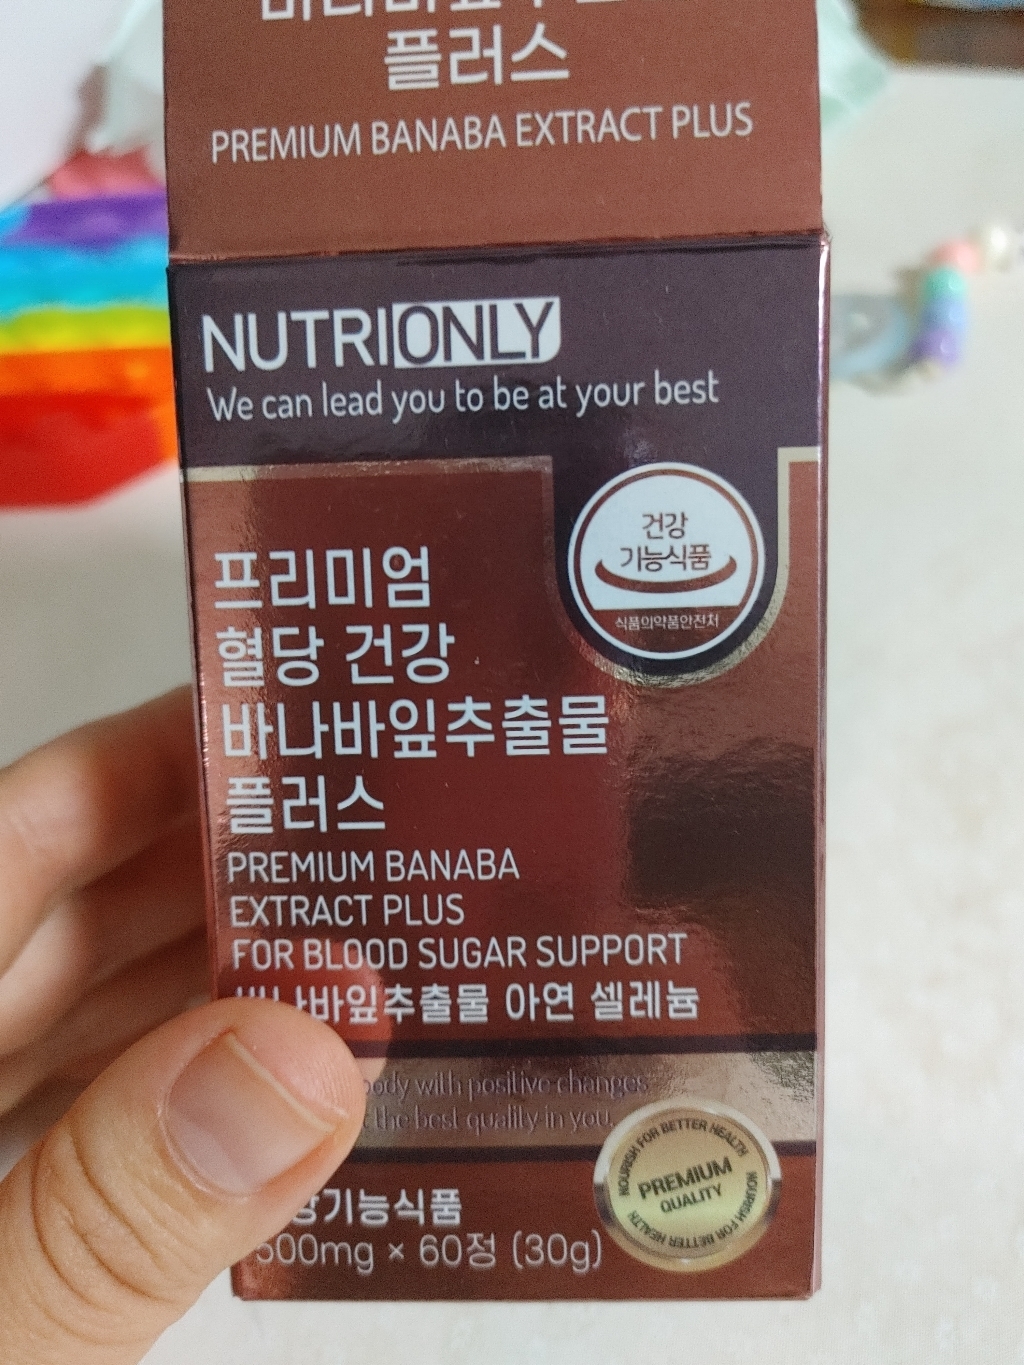 플러스
PREMIUM BANABA EXTRACT PLUS
NUTRIONLY
We can lead you to be at your best
건강
기능식품
식품의약품안전처
프리미엄
혈당 건강
바나바잎추출물
플러스
PREMIUM BANABA
EXTRACT PLUS
FOR BLOOD SUGAR SUPPORT
바나바잎추출물 아연 셀레늄
body with positive changes
the best quality in you.
기능식품
500mg × 60정 (30g)
NOURISH FOR BETTER HEALTH
PREMIUM
QUALITY
NOURISH FOR BETTER HEALTH